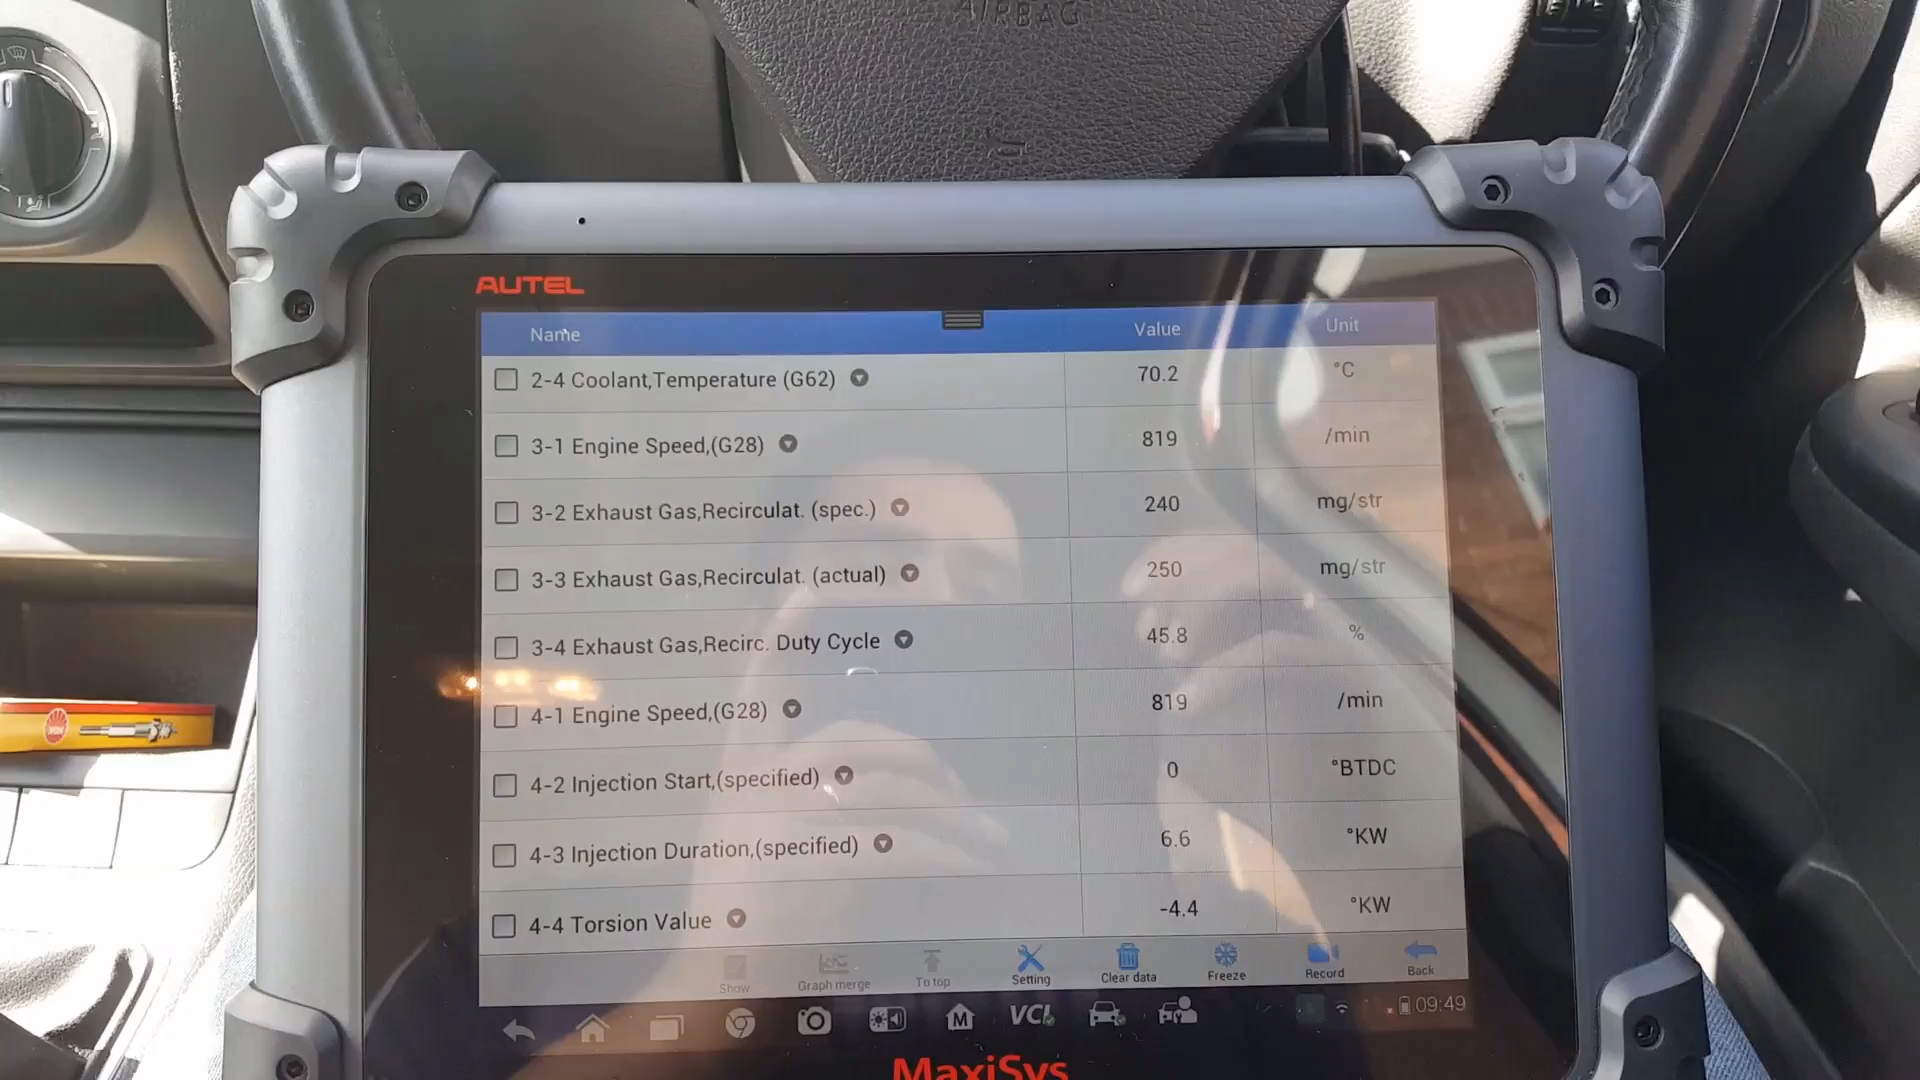 AIRBAG
AUTEL
Name Value Unit
2-4 Coolant,Temperature (G62) 70.2 °C
3-1 Engine Speed,(G28) 819 /min
3-2 Exhaust Gas,Recirculat. (spec.) 240 mg/str
3-3 Exhaust Gas,Recirculat. (actual) 250 mg/str
3-4 Exhaust Gas,Recirc. Duty Cycle 45.8 %
4-1 Engine Speed,(G28) 819 /min
4-2 Injection Start,(specified) 0 °BTDC
4-3 Injection Duration,(specified) 6.6 °KW
4-4 Torsion Value -4.4 °KW
Show Graph merge To top Setting Clear data Freeze Record Back
M VCI 09:49
MaxiSys